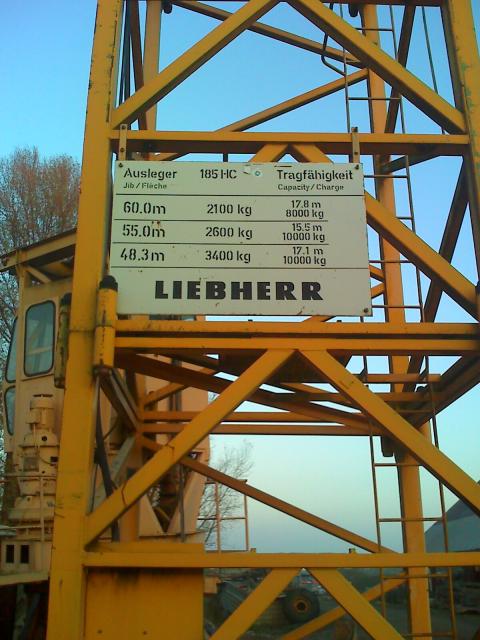 Ausleger 185 HC Tragfähigkeit
Jib / Flèche Capacity / Charge
60.0m 2100 kg 17.8 m
8000 kg
55.0m 2600 kg 15.5 m
10000 kg
48.3m 3400 kg 17.1 m
10000 kg
LIEBHERR